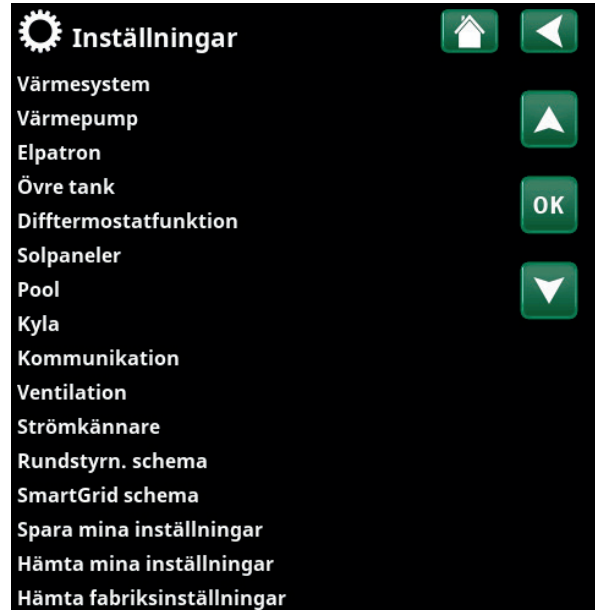 Inställningar
Värmesystem
Värmepump
Elpatron
Övre tank
Difftermostatfunktion
OK
Solpaneler
Pool
Kyla
Kommunikation
Ventilation
Strömkännare
Rundstyrn. schema
SmartGrid schema
Spara mina inställningar
Hämta mina inställningar
Hämta fabriksinställningar